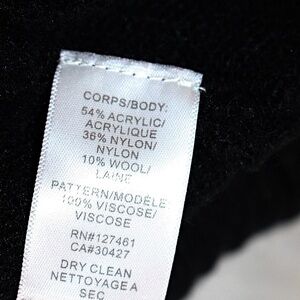 CORPS/BODY:
54% ACRYLIC/
ACRYLIQUE
36% NYLON/
NYLON
10% WOOL/
LAINE
PATTERN/MODÈLE:
100% VISCOSE/
VISCOSE
RN#127461
CA#30427
DRY CLEAN
NETTOYAGE A
SEC